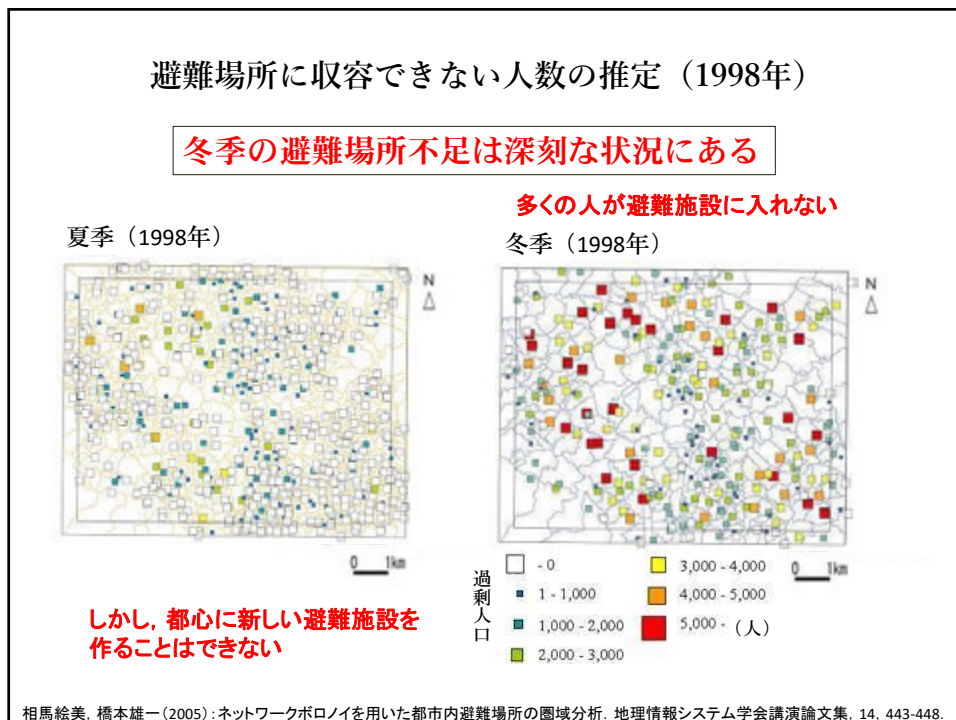 避難場所に収容できない人数の推定（1998年）
冬季の避難場所不足は深刻な状況にある
多くの人が避難施設に入れない
夏季（1998年）
冬季（1998年）
N
N
0 1km
0 1km
過剰人口
- 0
1 - 1,000
1,000 - 2,000
2,000 - 3,000
3,000 - 4,000
4,000 - 5,000
5,000 - （人）
しかし，都心に新しい避難施設を
作ることはできない
相馬絵美，橋本雄一(2005)：ネットワークボロノイを用いた都市内避難場所の圏域分析．地理情報システム学会講演論文集，14，443-448．